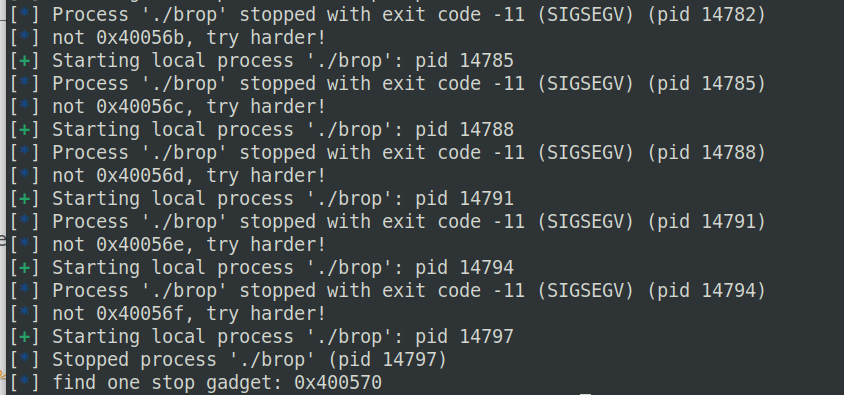 [*] Process './brop' stopped with exit code -11 (SIGSEGV) (pid 14782)
[*] not 0x40056b, try harder!
[+] Starting local process './brop': pid 14785
[*] Process './brop' stopped with exit code -11 (SIGSEGV) (pid 14785)
[*] not 0x40056c, try harder!
[+] Starting local process './brop': pid 14788
[*] Process './brop' stopped with exit code -11 (SIGSEGV) (pid 14788)
[*] not 0x40056d, try harder!
[+] Starting local process './brop': pid 14791
[*] Process './brop' stopped with exit code -11 (SIGSEGV) (pid 14791)
[*] not 0x40056e, try harder!
[+] Starting local process './brop': pid 14794
[*] Process './brop' stopped with exit code -11 (SIGSEGV) (pid 14794)
[*] not 0x40056f, try harder!
[+] Starting local process './brop': pid 14797
[*] Stopped process './brop' (pid 14797)
[*] find one stop gadget: 0x400570